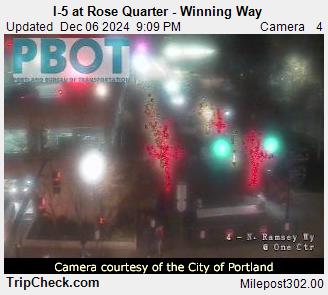 I-5 at Rose Quarter - Winning Way
Updated Dec 06 2024 9:09 PM Camera 4
PBOT
PORTLAND BUREAU OF TRANSPORTATION
4 - N. Ramsey Wy
@ One Ctr
Camera courtesy of the City of Portland
TripCheck.com Milepost302.00